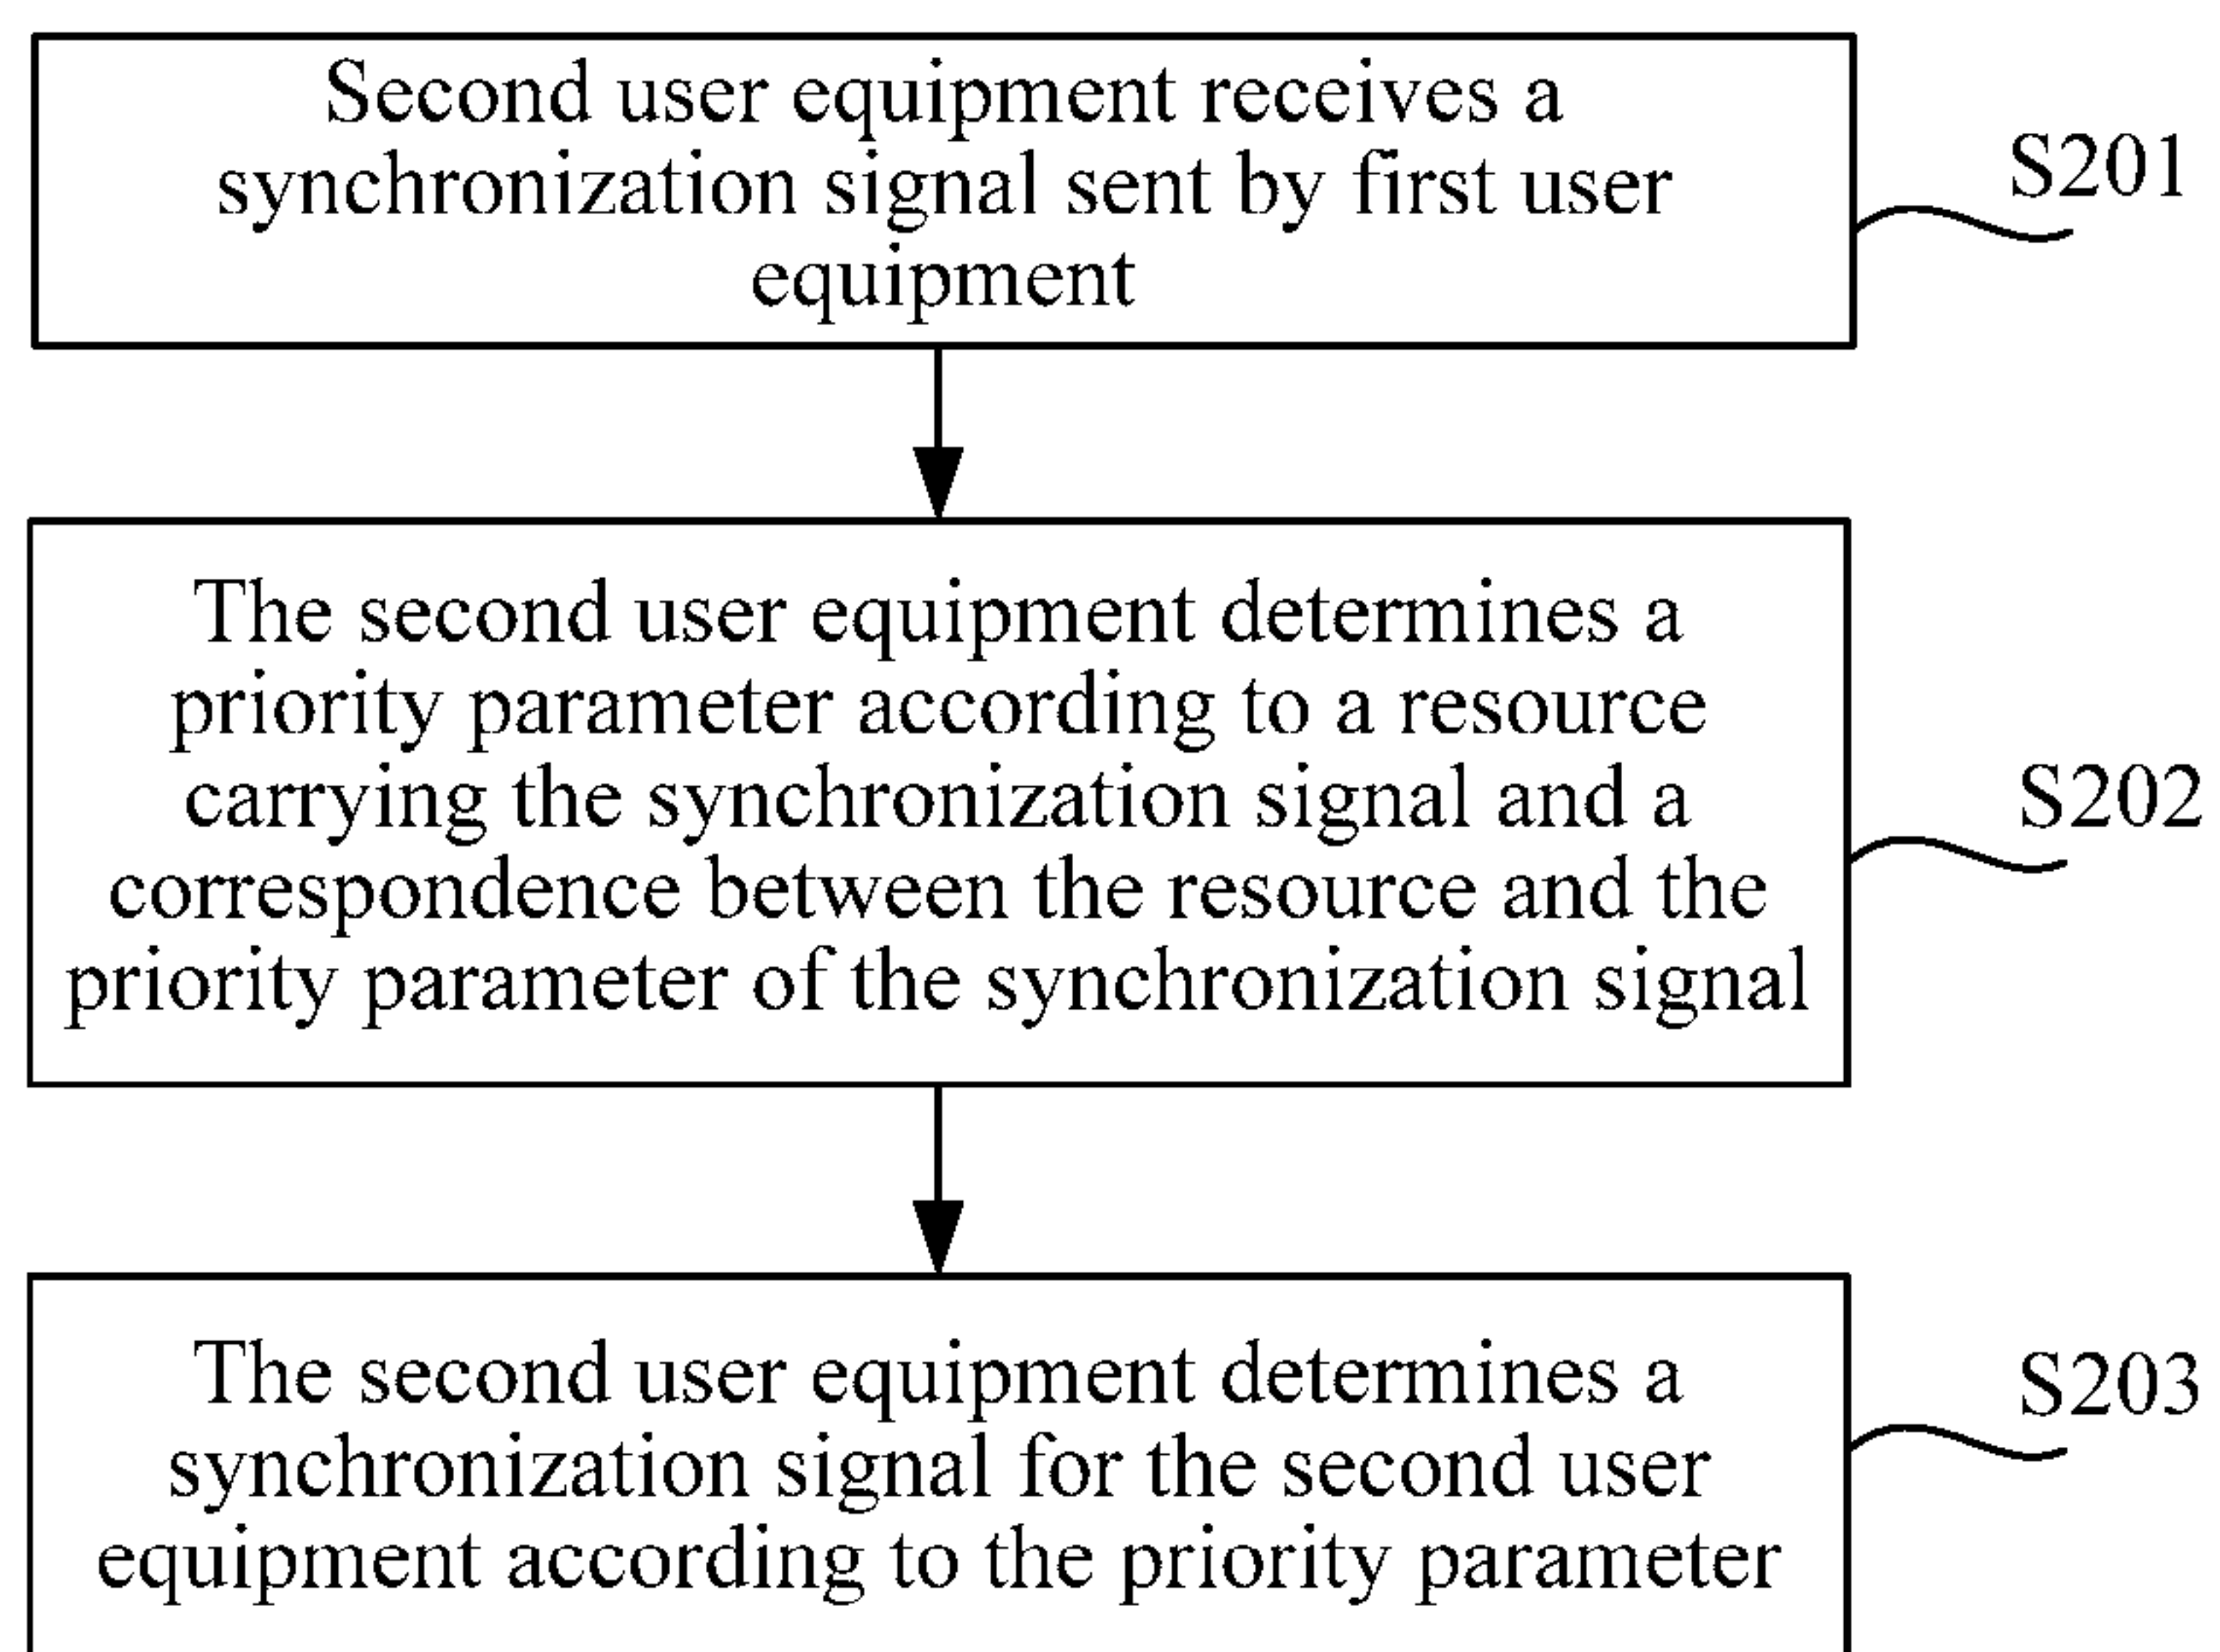 Second user equipment receives a
synchronization signal sent by first user
equipment
S201
The second user equipment determines a
priority parameter according to a resource
carrying the synchronization signal and a
correspondence between the resource and the
priority parameter of the synchronization signal
S202
The second user equipment determines a
synchronization signal for the second user
equipment according to the priority parameter
S203